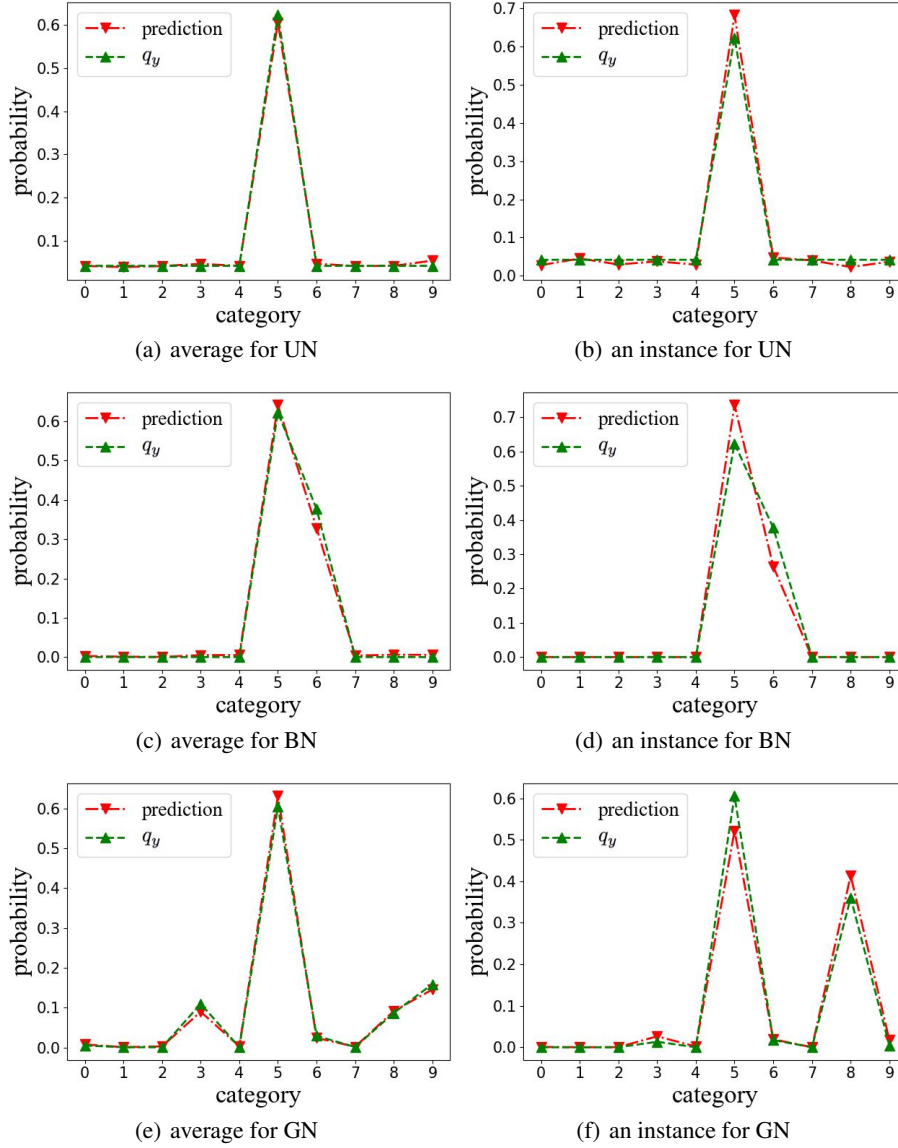 prediction
q_y
0.6
0.5
0.4
0.3
0.2
0.1
probability
0 1 2 3 4 5 6 7 8 9
category
(a) average for UN
prediction
q_y
0.7
0.6
0.5
0.4
0.3
0.2
0.1
0.0
probability
0 1 2 3 4 5 6 7 8 9
category
(b) an instance for UN
prediction
q_y
0.6
0.5
0.4
0.3
0.2
0.1
0.0
probability
0 1 2 3 4 5 6 7 8 9
category
(c) average for BN
prediction
q_y
0.7
0.6
0.5
0.4
0.3
0.2
0.1
0.0
probability
0 1 2 3 4 5 6 7 8 9
category
(d) an instance for BN
prediction
q_y
0.6
0.5
0.4
0.3
0.2
0.1
0.0
probability
0 1 2 3 4 5 6 7 8 9
category
(e) average for GN
prediction
q_y
0.6
0.5
0.4
0.3
0.2
0.1
0.0
probability
0 1 2 3 4 5 6 7 8 9
category
(f) an instance for GN